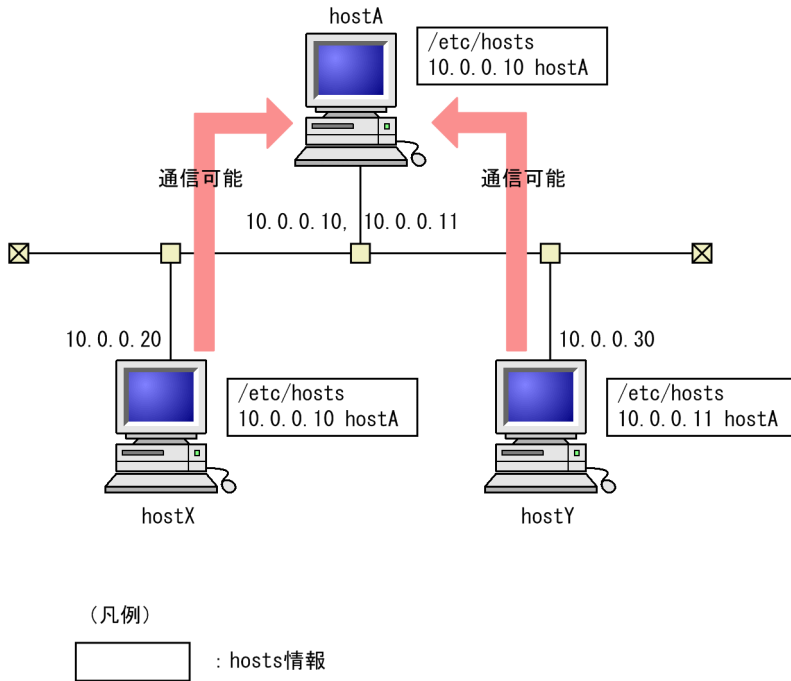 hostA
/etc/hosts
10.0.0.10 hostA
通信可能
通信可能
10.0.0.10, 10.0.0.11
10.0.0.20
10.0.0.30
/etc/hosts
10.0.0.10 hostA
/etc/hosts
10.0.0.11 hostA
hostX
hostY
（凡例）
：hosts情報